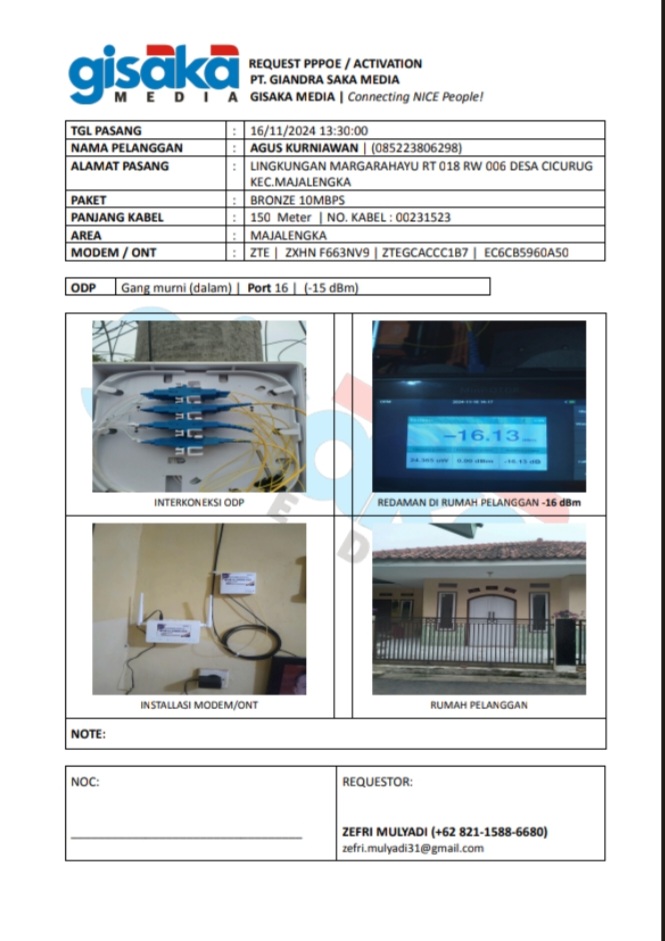 gisaka
MEDIA
REQUEST PPPOE / ACTIVATION
PT. GIANDRA SAKA MEDIA
GISAKA MEDIA | Connecting NICE People!
TGL PASANG : 16/11/2024 13:30:00
NAMA PELANGGAN : AGUS KURNIAWAN | (085223806298)
ALAMAT PASANG : LINGKUNGAN MARGARAHAYU RT 018 RW 006 DESA CICURUG
KEC.MAJALENGKA
PAKET : BRONZE 10MBPS
PANJANG KABEL : 150 Meter | NO. KABEL : 00231523
AREA : MAJALENGKA
MODEM / ONT : ZTE | ZXHN F663NV9 | ZTEGCACCC1B7 | EC6CB5960A50
ODP Gang murni (dalam) | Port 16 | (-15 dBm)
-16.13
INTERKONEKSI ODP
REDAMAN DI RUMAH PELANGGAN -16 dBm
INSTALLASI MODEM/ONT
RUMAH PELANGGAN
NOTE:
NOC:
REQUESTOR:
ZEFRI MULYADI (+62 821-1588-6680)
zefri.mulyadi31@gmail.com